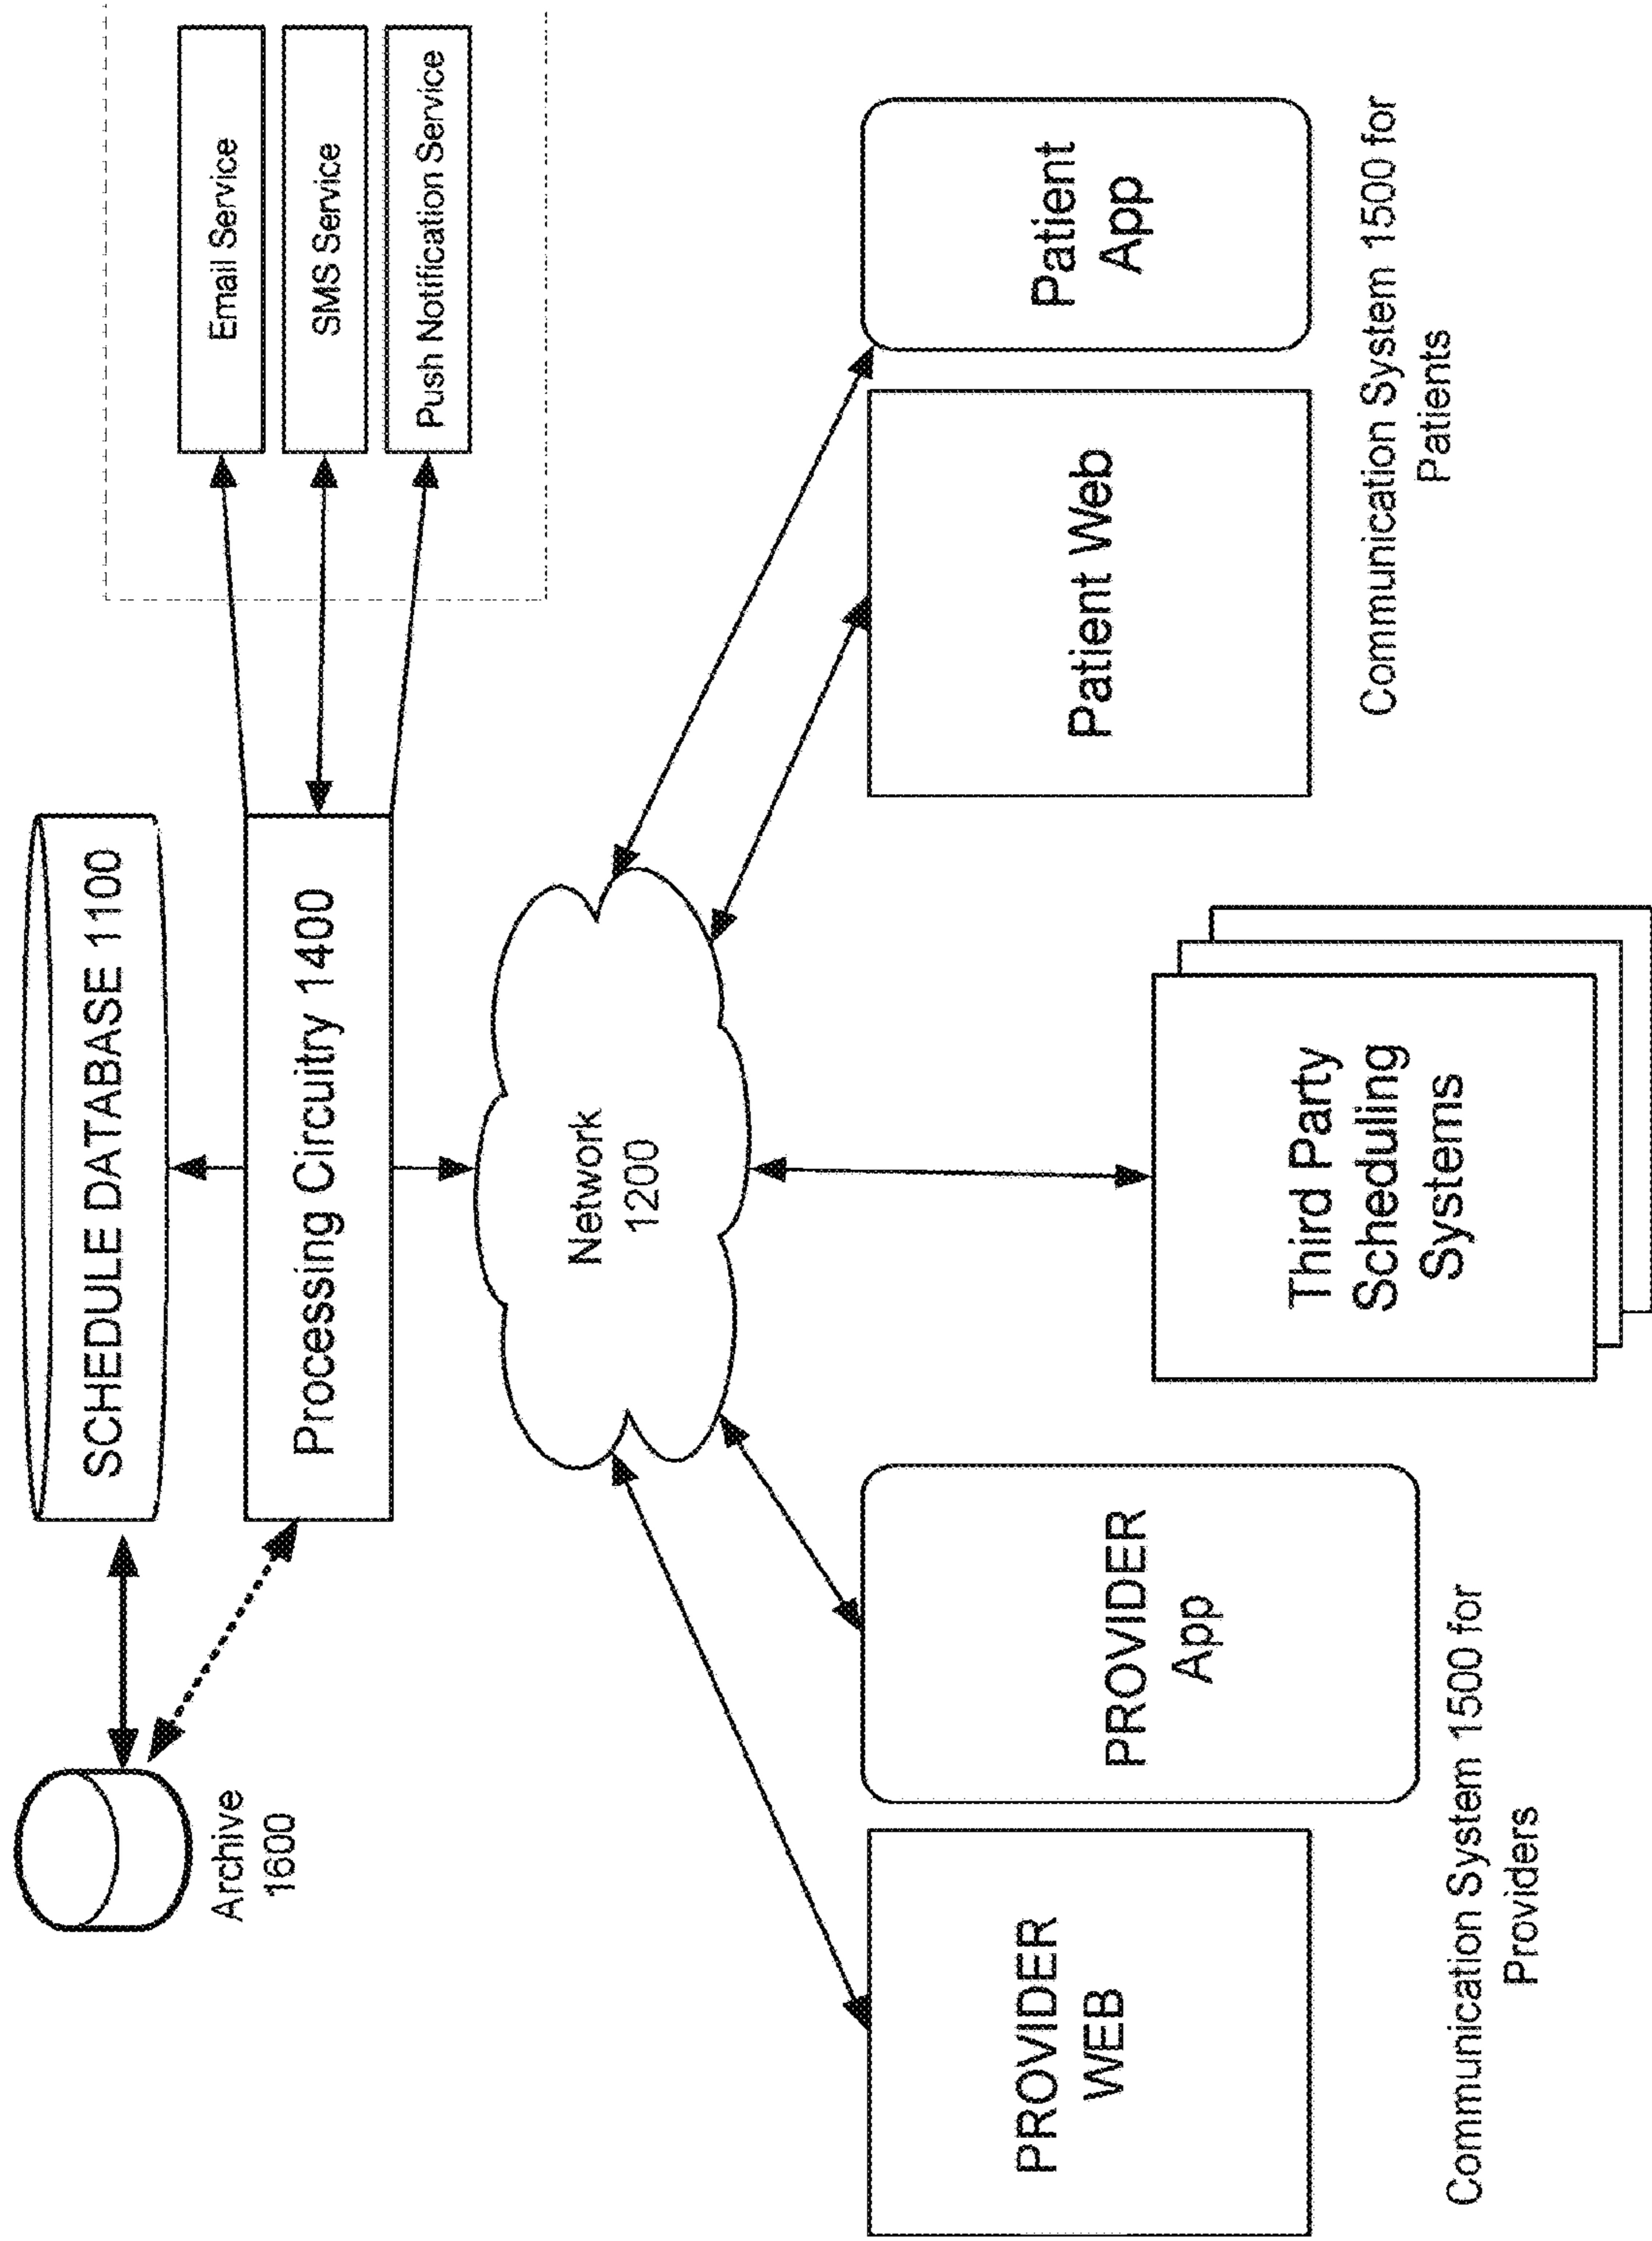 Archive
1600
SCHEDULE DATABASE 1100
Processing Circuitry 1400
Email Service
SMS Service
Push Notification Service
Network
1200
PROVIDER
WEB
PROVIDER
App
Communication System 1500 for
Providers
Third Party
Scheduling
Systems
Patient Web
Patient
App
Communication System 1500 for
Patients